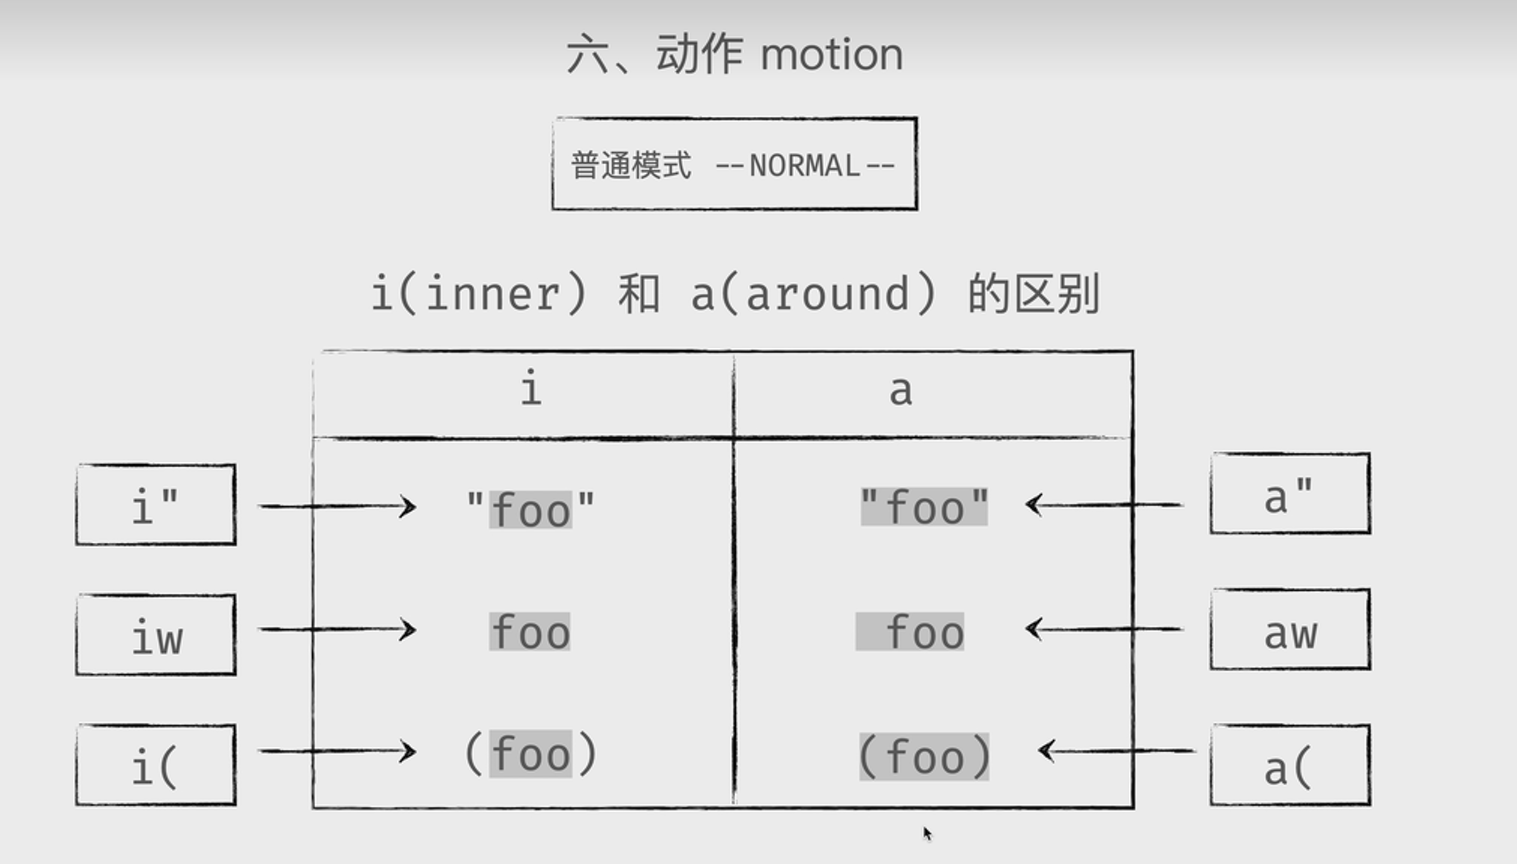 六、动作 motion
普通模式 --NORMAL--
i(inner) 和 a(around) 的区别
i a
i" "foo" "foo" a"
iw foo foo aw
i( (foo) (foo) a(